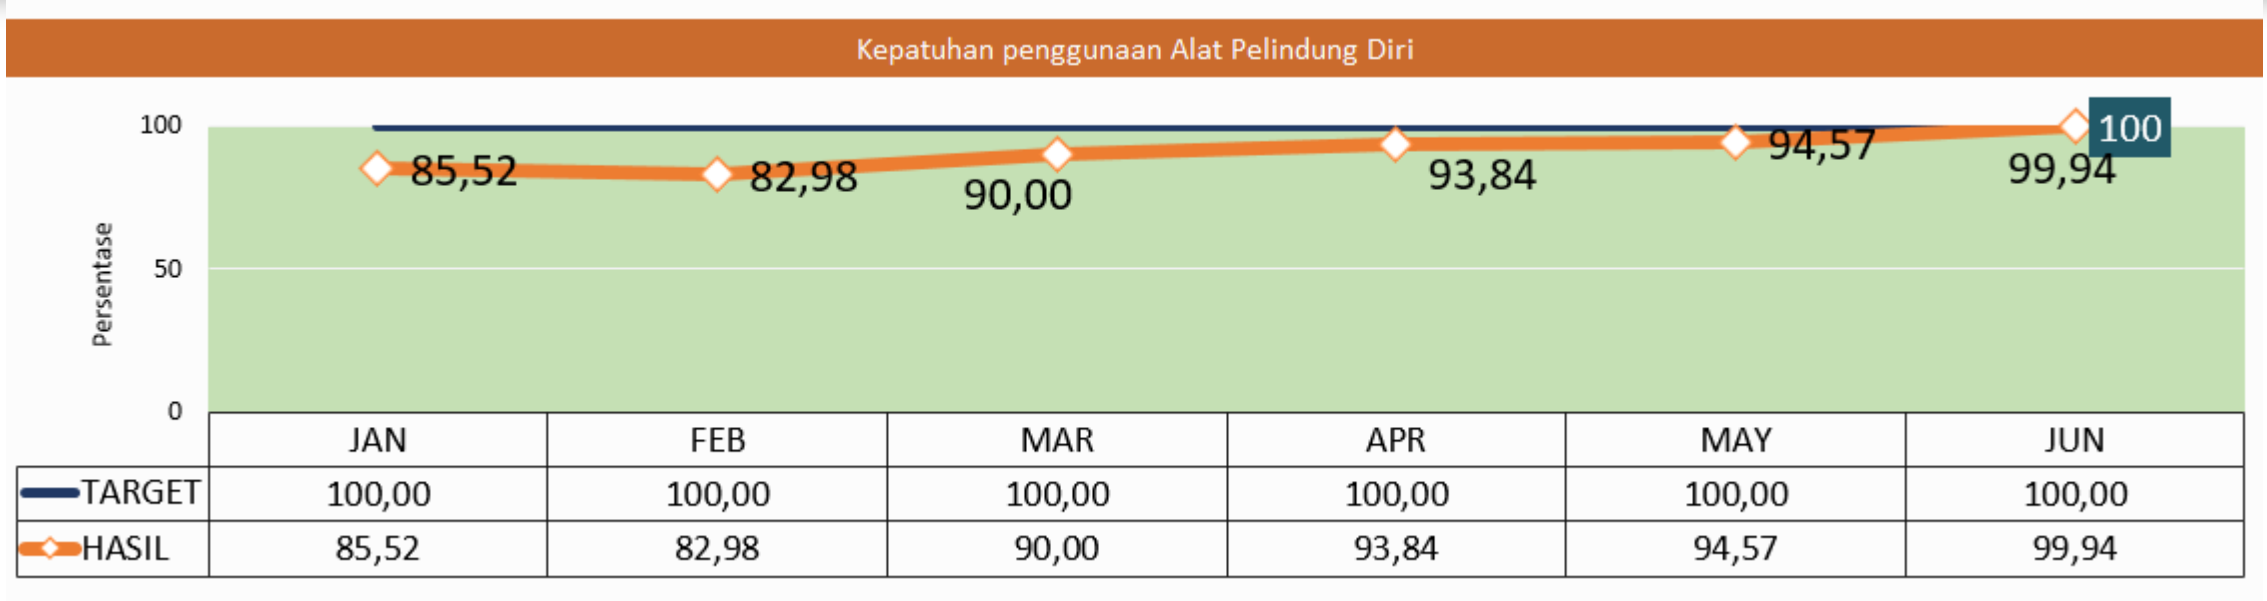 Kepatuhan penggunaan Alat Pelindung Diri
Persentase
100
50
0
85,52
82,98
90,00
93,84
94,57
100
99,94
JAN FEB MAR APR MAY JUN
TARGET 100,00 100,00 100,00 100,00 100,00 100,00
HASIL 85,52 82,98 90,00 93,84 94,57 99,94